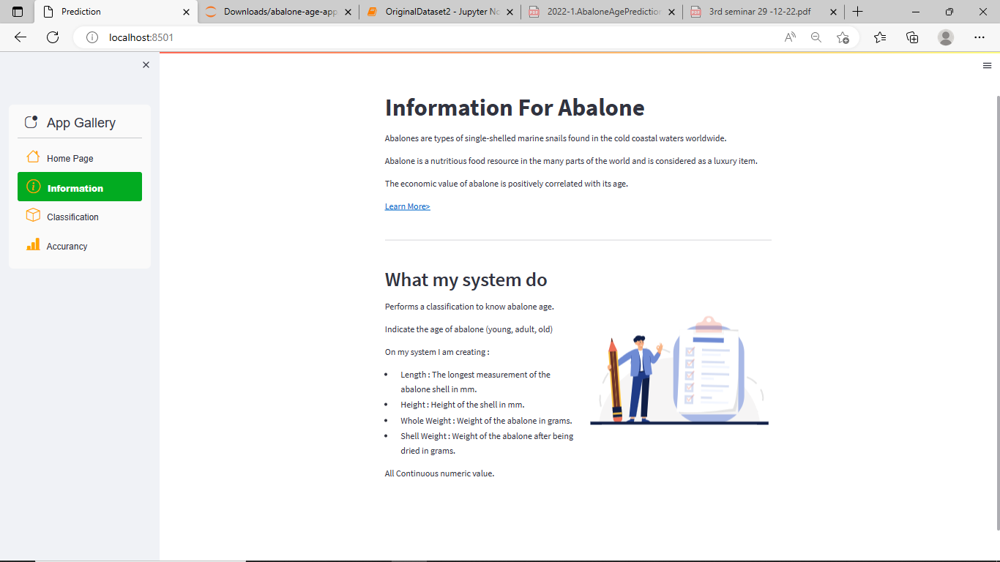 Prediction
Downloads/abalone-age-app
OriginalDataset2 - Jupyter No
2022-1.AbaloneAgePrediction
3rd seminar 29 -12-22.pdf
localhost:8501
App Gallery
Home Page
Information
Classification
Accurancy
Information For Abalone
Abalones are types of single-shelled marine snails found in the cold coastal waters worldwide.
Abalone is a nutritious food resource in the many parts of the world and is considered as a luxury item.
The economic value of abalone is positively correlated with its age.
Learn More>
What my system do
Performs a classification to know abalone age.
Indicate the age of abalone (young, adult, old)
On my system I am creating :
• Length : The longest measurement of the
abalone shell in mm.
• Height : Height of the shell in mm.
• Whole Weight : Weight of the abalone in grams.
• Shell Weight : Weight of the abalone after being
dried in grams.
All Continuous numeric value.